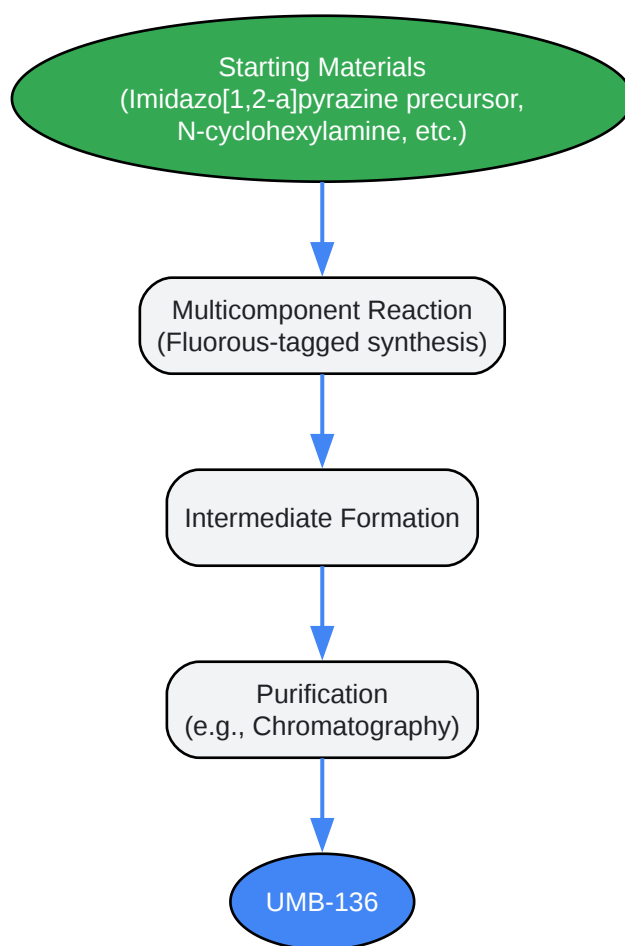 Starting Materials
(Imidazo[1,2-a]pyrazine precursor,
N-cyclohexylamine, etc.)
Multicomponent Reaction
(Fluorous-tagged synthesis)
Intermediate Formation
Purification
(e.g., Chromatography)
UMB-136